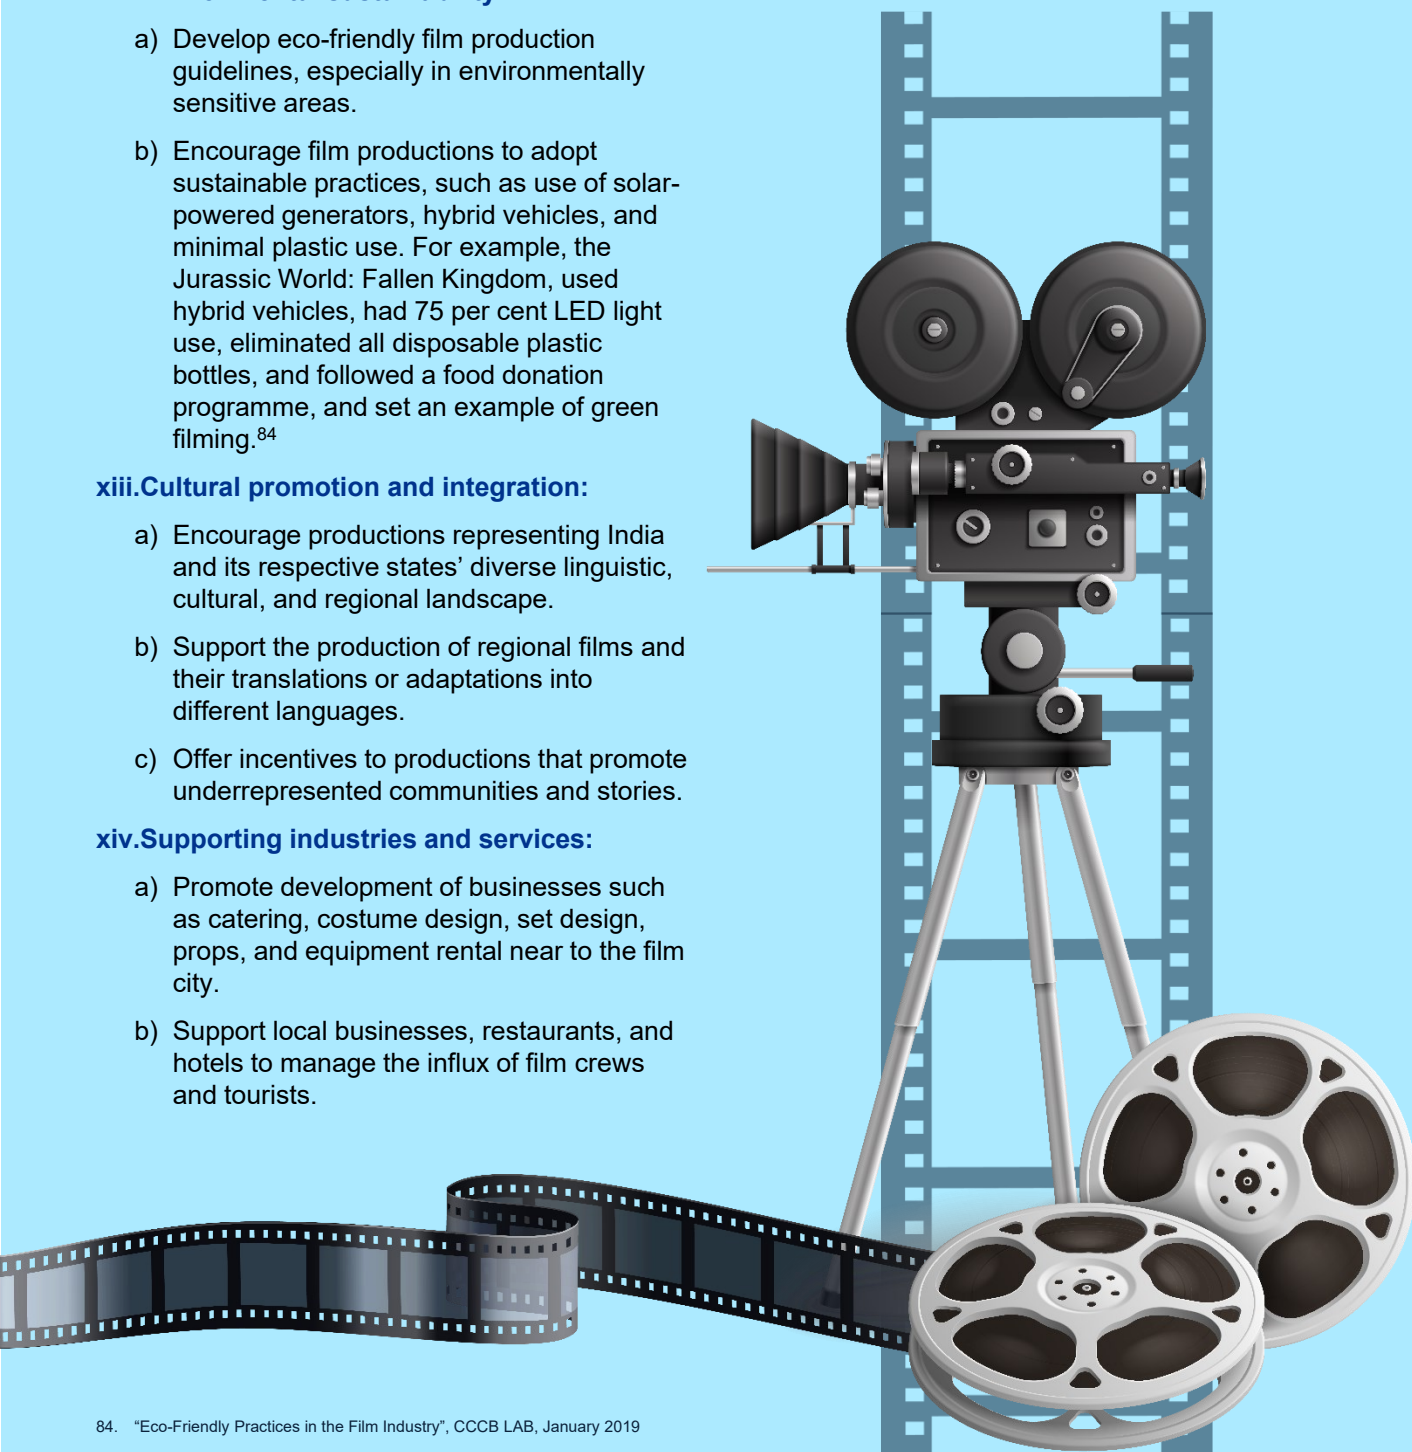 a) Develop eco-friendly film production
guidelines, especially in environmentally
sensitive areas.
b) Encourage film productions to adopt
sustainable practices, such as use of solar-
powered generators, hybrid vehicles, and
minimal plastic use. For example, the
Jurassic World: Fallen Kingdom, used
hybrid vehicles, had 75 per cent LED light
use, eliminated all disposable plastic
bottles, and followed a food donation
programme, and set an example of green
filming.84
xiii.Cultural promotion and integration:
a) Encourage productions representing India
and its respective states’ diverse linguistic,
cultural, and regional landscape.
b) Support the production of regional films and
their translations or adaptations into
different languages.
c) Offer incentives to productions that promote
underrepresented communities and stories.
xiv.Supporting industries and services:
a) Promote development of businesses such
as catering, costume design, set design,
props, and equipment rental near to the film
city.
b) Support local businesses, restaurants, and
hotels to manage the influx of film crews
and tourists.
84. “Eco-Friendly Practices in the Film Industry”, CCCB LAB, January 2019